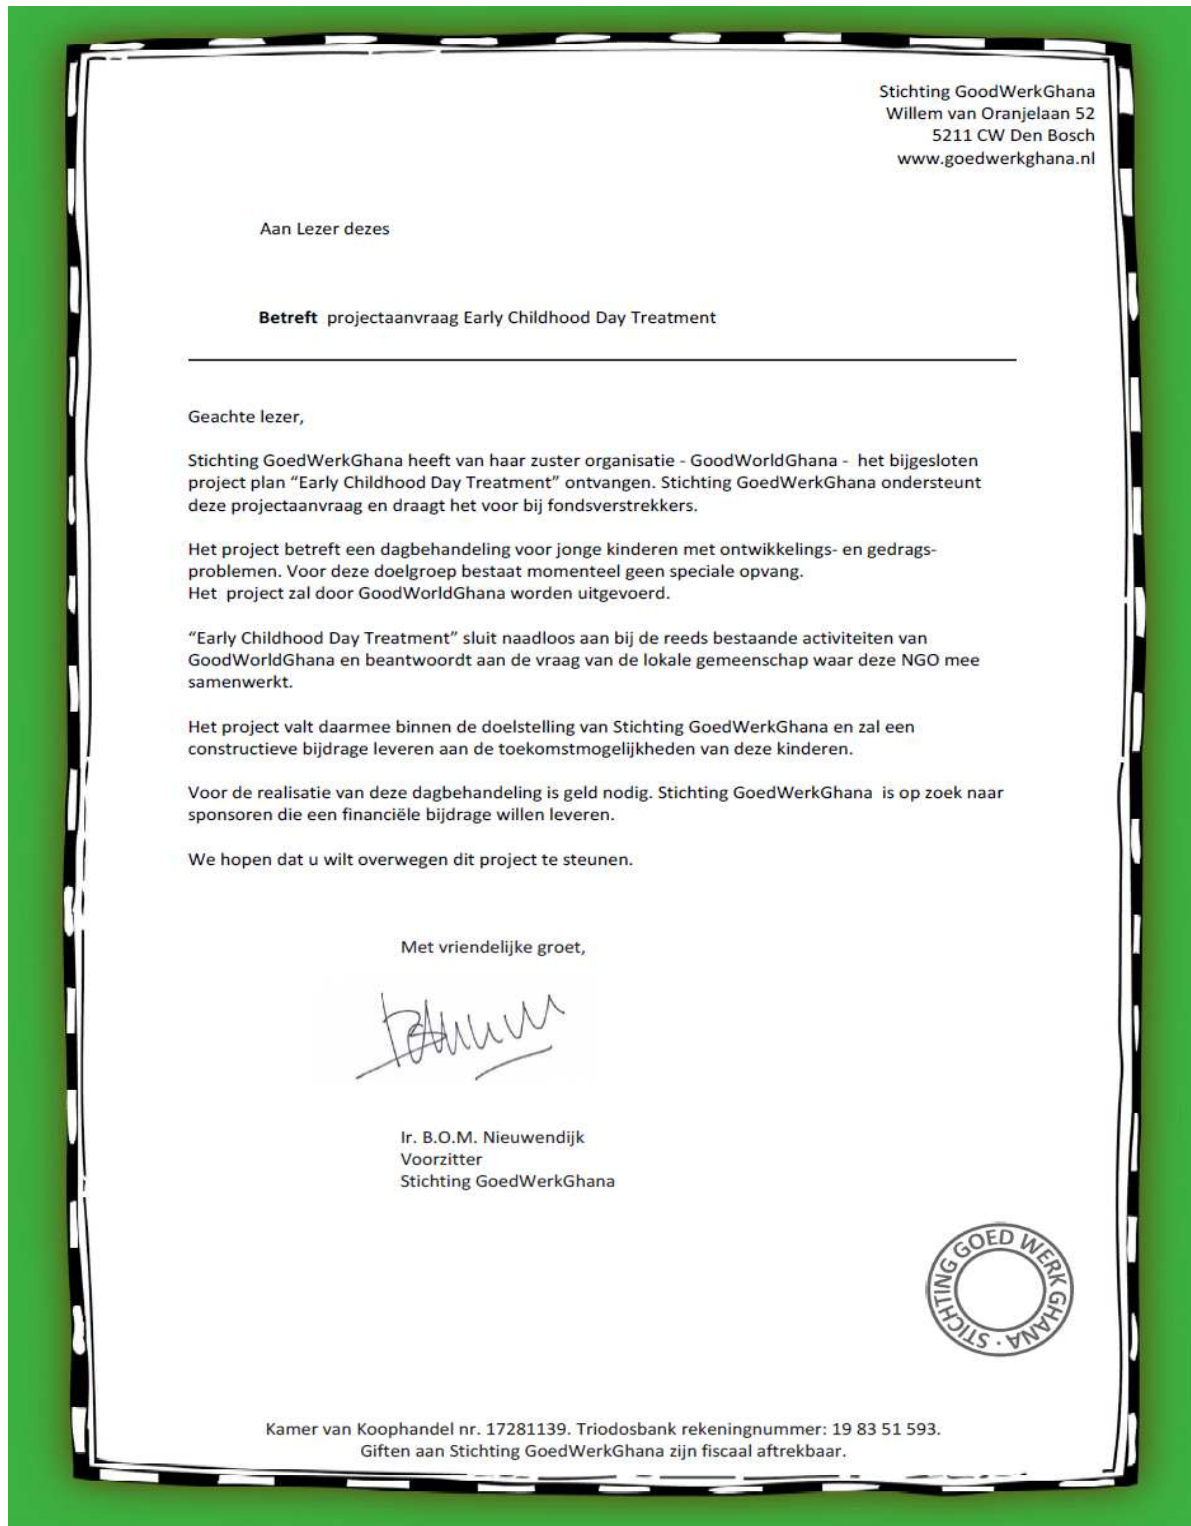 Stichting GoodWerkGhana
Willem van Oranjelaan 52
5211 CW Den Bosch
www.goedwerkghana.nl
Aan Lezer dezes
Betreft projectaanvraag Early Childhood Day Treatment
Geachte lezer,
Stichting GoedWerkGhana heeft van haar zuster organisatie - GoodWorldGhana - het bijgesloten
project plan “Early Childhood Day Treatment” ontvangen. Stichting GoedWerkGhana ondersteunt
deze projectaanvraag en draagt het voor bij fondsverstrekkers.
Het project betreft een dagbehandeling voor jonge kinderen met ontwikkelings- en gedrags-
problemen. Voor deze doelgroep bestaat momenteel geen speciale opvang.
Het project zal door GoodWorldGhana worden uitgevoerd.
“Early Childhood Day Treatment” sluit naadloos aan bij de reeds bestaande activiteiten van
GoodWorldGhana en beantwoordt aan de vraag van de lokale gemeenschap waar deze NGO mee
samenwerkt.
Het project valt daarmee binnen de doelstelling van Stichting GoedWerkGhana en zal een
constructieve bijdrage leveren aan de toekomstmogelijkheden van deze kinderen.
Voor de realisatie van deze dagbehandeling is geld nodig. Stichting GoedWerkGhana is op zoek naar
sponsoren die een financiële bijdrage willen leveren.
We hopen dat u wilt overwegen dit project te steunen.
Met vriendelijke groet,
Ir. B.O.M. Nieuwendijk
Voorzitter
Stichting GoedWerkGhana
STICHTING GOED WERK GHANA ·
Kamer van Koophandel nr. 17281139. Triodosbank rekeningnummer: 19 83 51 593.
Giften aan Stichting GoedWerkGhana zijn fiscaal aftrekbaar.